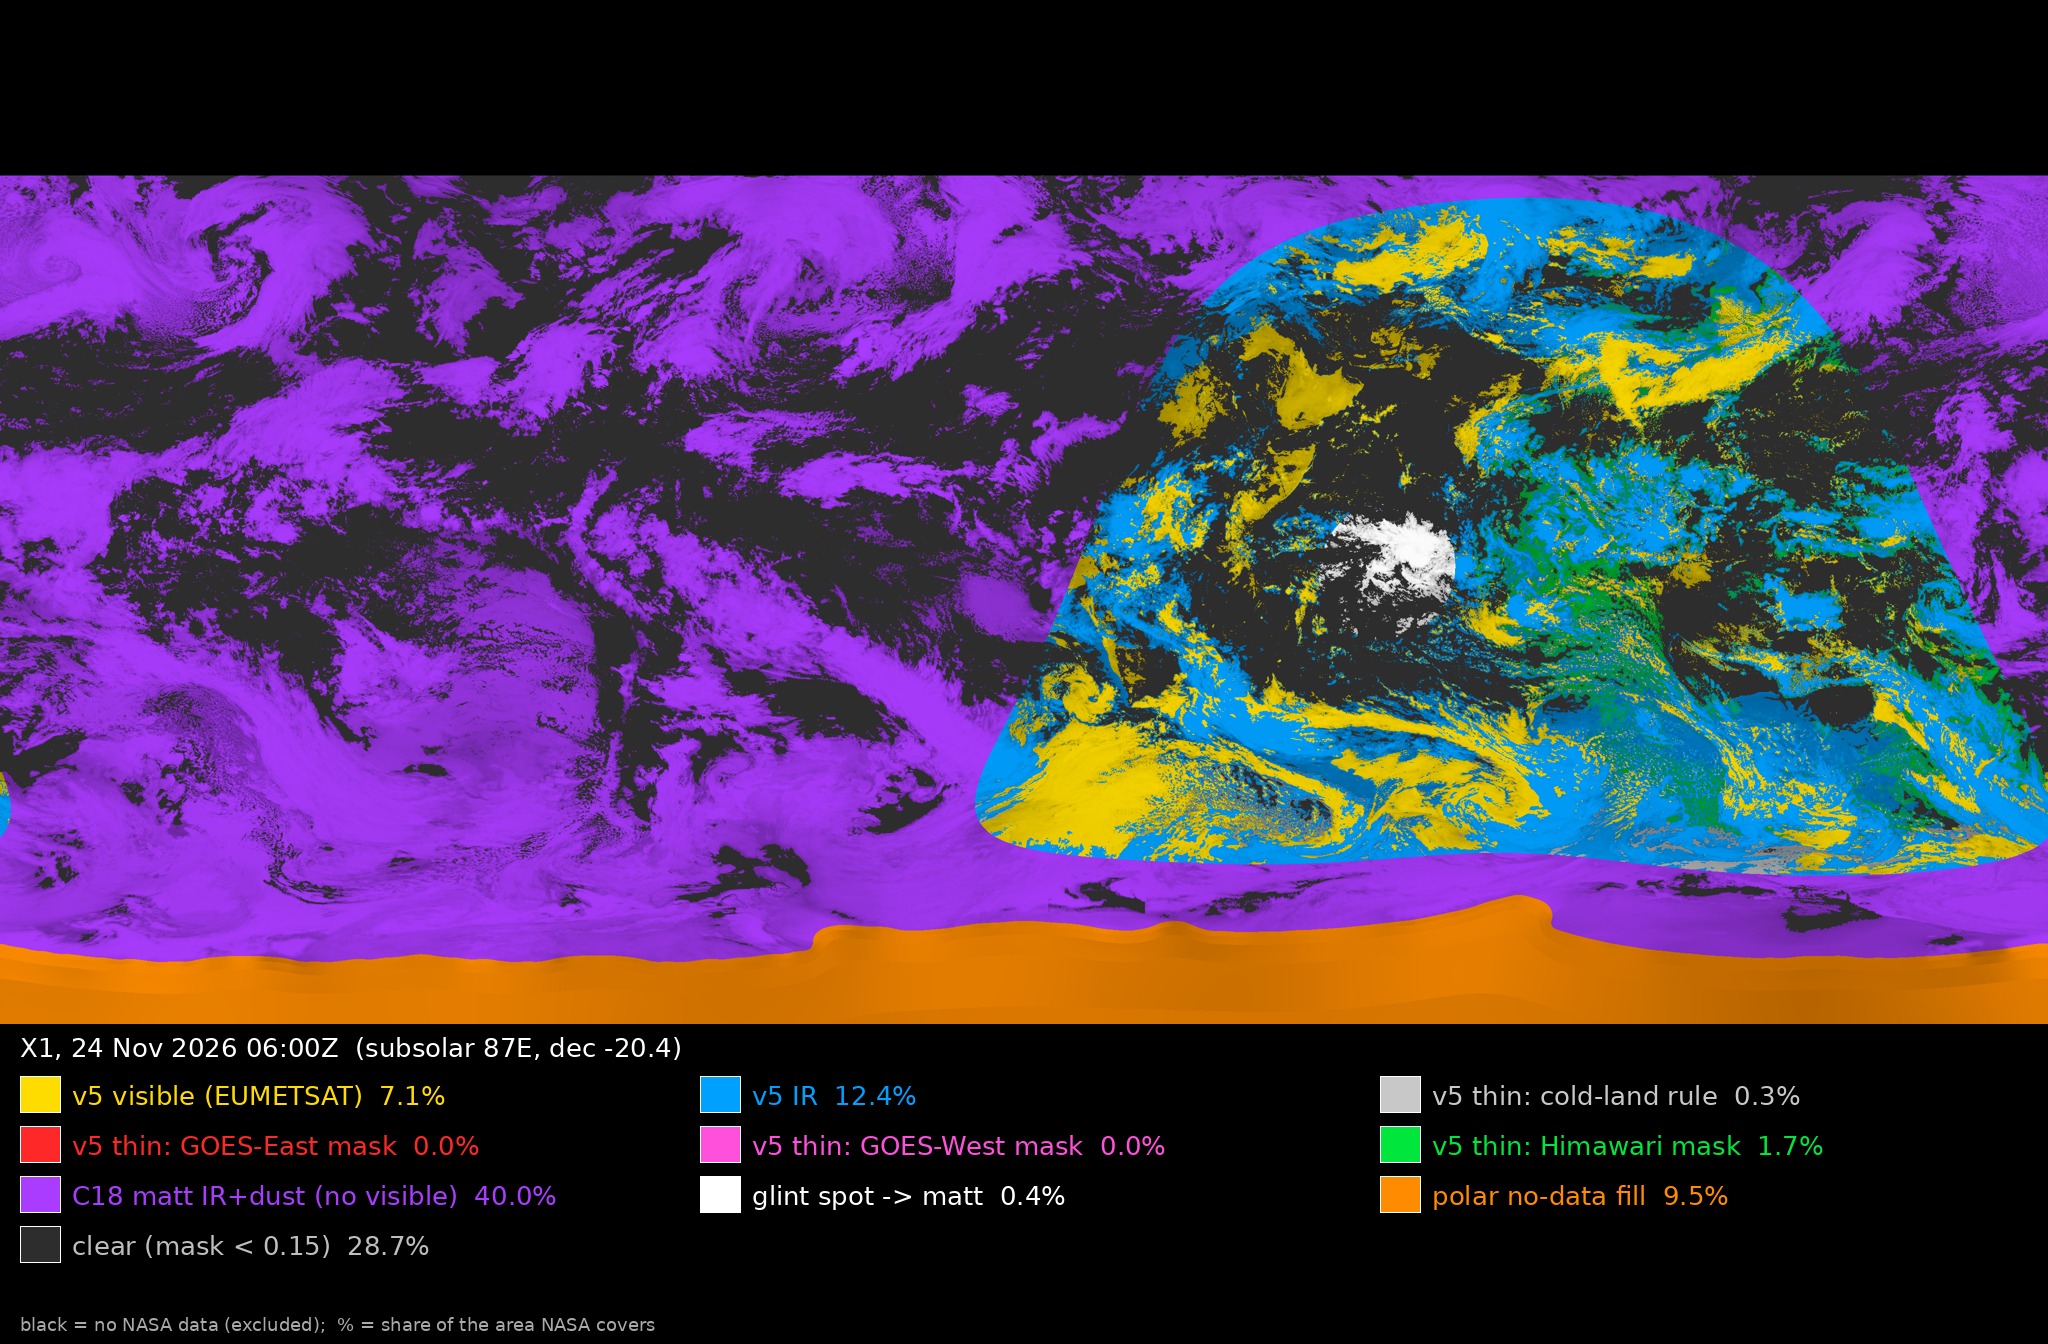 X1, 24 Nov 2026 06:00Z  (subsolar 87E, dec -20.4)
v5 visible (EUMETSAT)  7.1%
v5 IR  12.4%
v5 thin: cold-land rule  0.3%
v5 thin: GOES-East mask  0.0%
v5 thin: GOES-West mask  0.0%
v5 thin: Himawari mask  1.7%
C18 matt IR+dust (no visible)  40.0%
glint spot -> matt  0.4%
polar no-data fill  9.5%
clear (mask < 0.15)  28.7%
black = no NASA data (excluded);  % = share of the area NASA covers